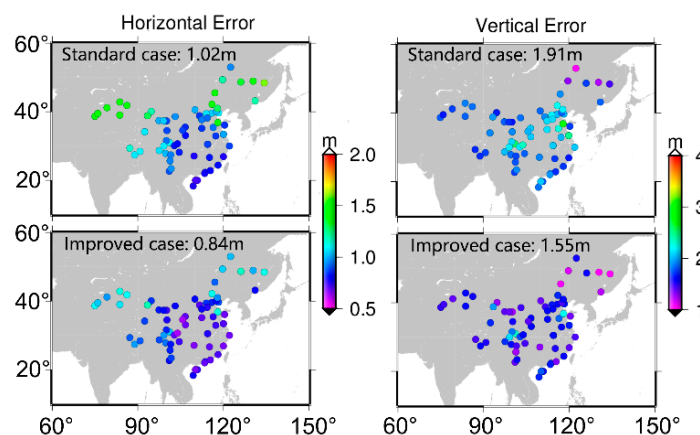 Horizontal Error
Vertical Error
60°
Standard case: 1.02m
Standard case: 1.91m
40°
20°
m
2.0
1.5
1.0
0.5
60°
Improved case: 0.84m
Improved case: 1.55m
40°
20°
60° 90° 120° 150°
60° 90° 120° 150°